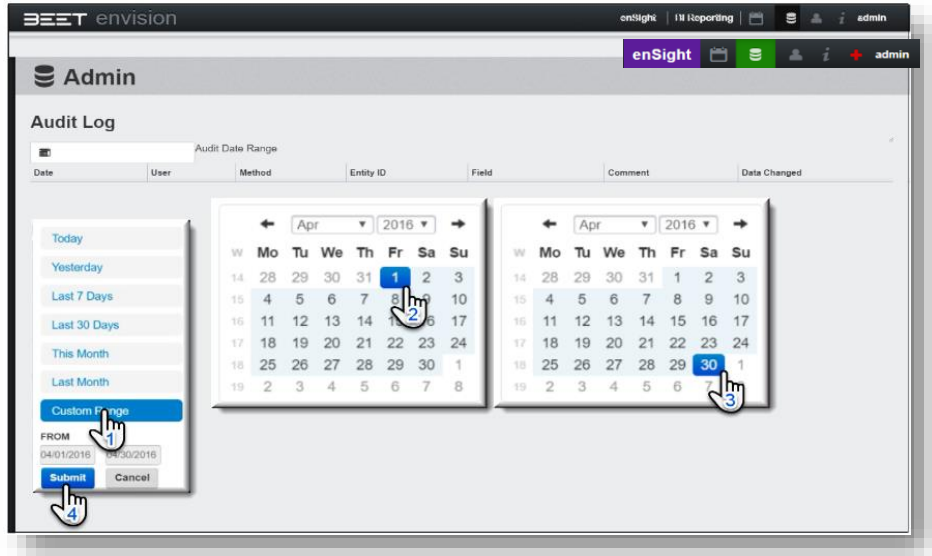 BEET envision
enSight | Reporting | i admin
enSight i admin
Admin
Audit Log
Audit Date Range
Date User Method Entity ID Field Comment Data Changed
Today
Yesterday
Last 7 Days
Last 30 Days
This Month
Last Month
Custom Range
1
FROM
04/01/2016 04/30/2016
Submit Cancel
4
Apr 2016
W Mo Tu We Th Fr Sa Su
14 28 29 30 31 1 2 3
15 4 5 6 7 8 9 10
2
16 11 12 13 14 15 16 17
17 18 19 20 21 22 23 24
18 25 26 27 28 29 30 1
19 2 3 4 5 6 7 8
Apr 2016
W Mo Tu We Th Fr Sa Su
14 28 29 30 31 1 2 3
15 4 5 6 7 8 9 10
16 11 12 13 14 15 16 17
17 18 19 20 21 22 23 24
18 25 26 27 28 29 30 1
19 2 3 4 5 6 7
3